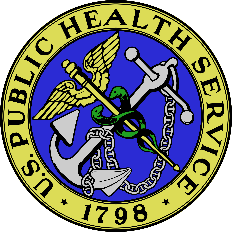 U.S. PUBLIC HEALTH SERVICE
• 1798 •